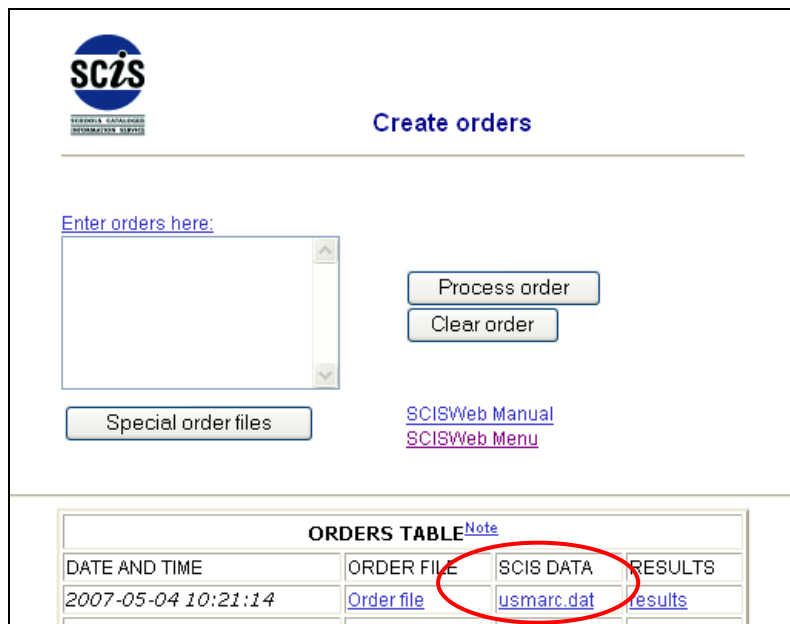 scis
SCHOOLS CATALOGUE
INFORMATION SERVICE
Create orders
Enter orders here:
Process order
Clear order
Special order files
SCISWeb Manual
SCISWeb Menu
ORDERS TABLE Note
DATE AND TIME ORDER FILE SCIS DATA RESULTS
2007-05-04 10:21:14 Order file usmarc.dat results